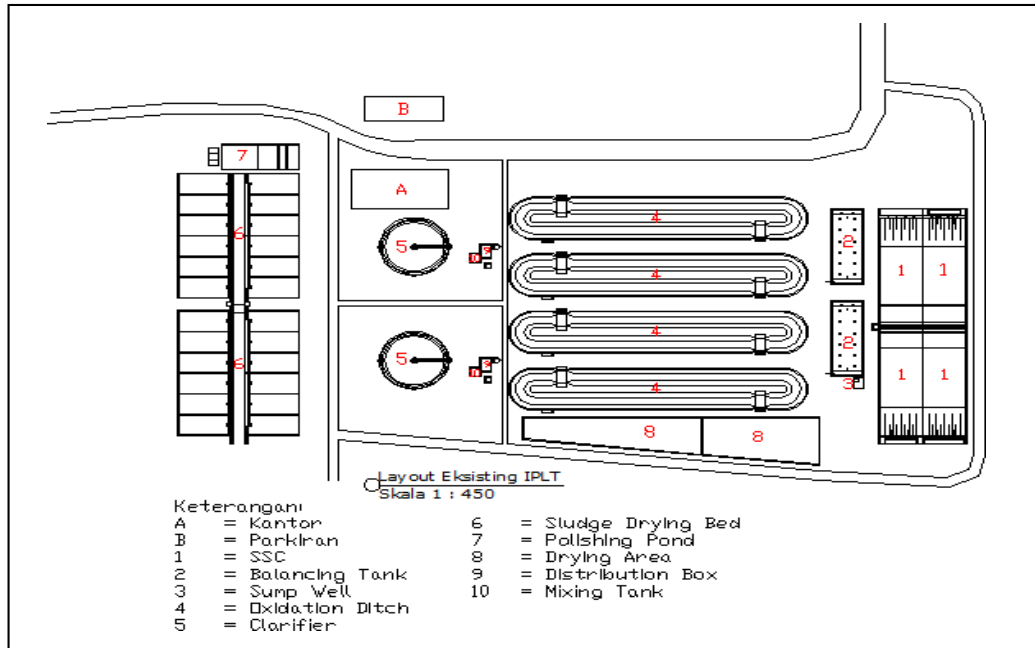 B
7
A
6
5
4
2
1 1
4
4
2
5
6
4
3
1 1
8 8
Layout Eksisting IPLT
Skala 1 : 450
Keterangan:
A = Kantor
B = Parkiran
1 = SSC
2 = Balancing Tank
3 = Sump Well
4 = Oxidation Ditch
5 = Clarifier
6 = Sludge Drying Bed
7 = Polishing Pond
8 = Drying Area
9 = Distribution Box
10 = Mixing Tank